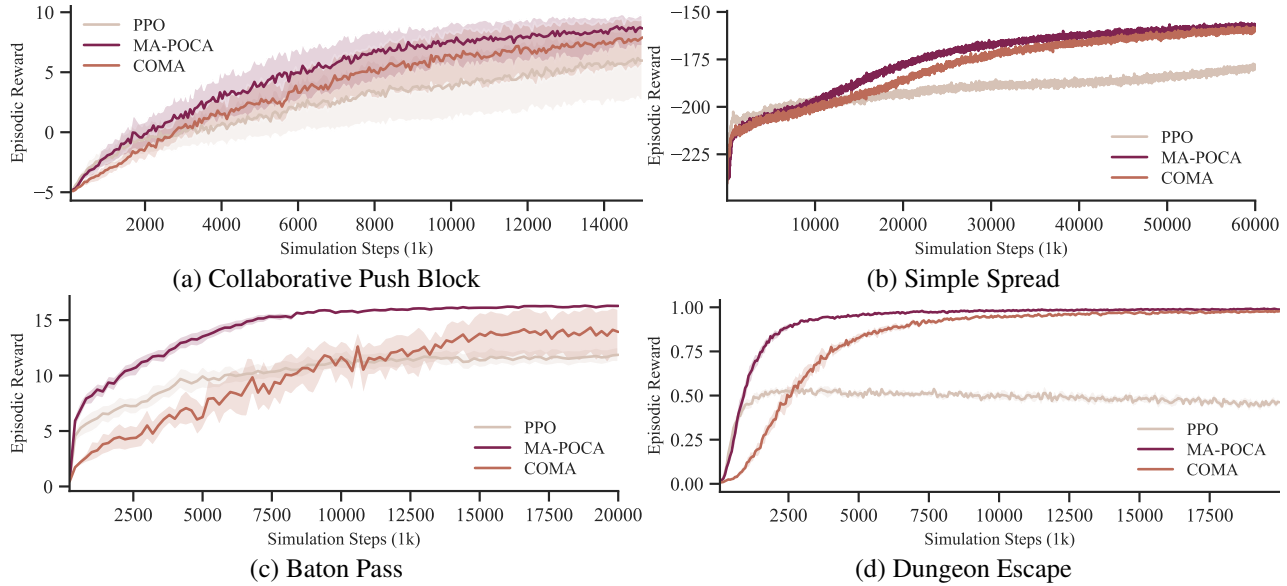 10
5
0
−5
Episodic Reward
PPO
MA-POCA
COMA
2000 4000 6000 8000 10000 12000 14000
Simulation Steps (1k)
(a) Collaborative Push Block
−150
−175
−200
−225
Episodic Reward
PPO
MA-POCA
COMA
10000 20000 30000 40000 50000 60000
Simulation Steps (1k)
(b) Simple Spread
15
10
5
0
Episodic Reward
PPO
MA-POCA
COMA
2500 5000 7500 10000 12500 15000 17500 20000
Simulation Steps (1k)
(c) Baton Pass
1.00
0.75
0.50
0.25
0.00
Episodic Reward
PPO
MA-POCA
COMA
2500 5000 7500 10000 12500 15000 17500
Simulation Steps (1k)
(d) Dungeon Escape